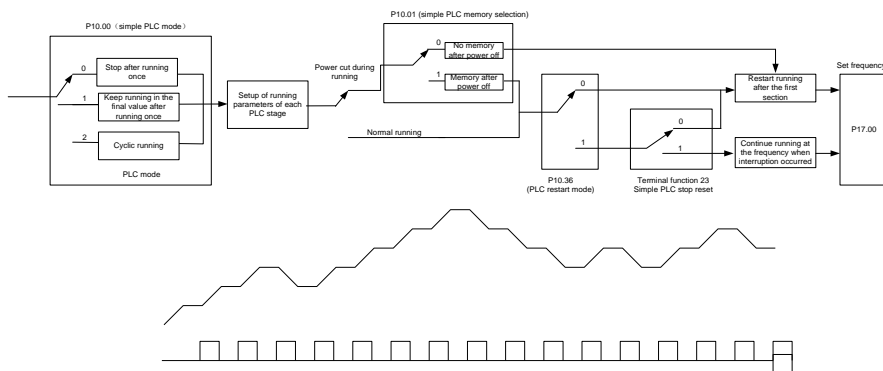 P10.00（simple PLC mode）
0
Stop after running
once
1
Keep running in the
final value after
running once
2
Cyclic running
PLC mode
Setup of running
parameters of each
PLC stage
Power cut during
running
Normal running
P10.01 (simple PLC memory selection)
0
No memory
after power off
1
Memory after
power off
0
1
P10.36
(PLC restart mode)
0
1
Terminal function 23
Simple PLC stop reset
Restart running
after the first
section
Continue running at
the frequency when
interruption occurred
Set frequency
P17.00